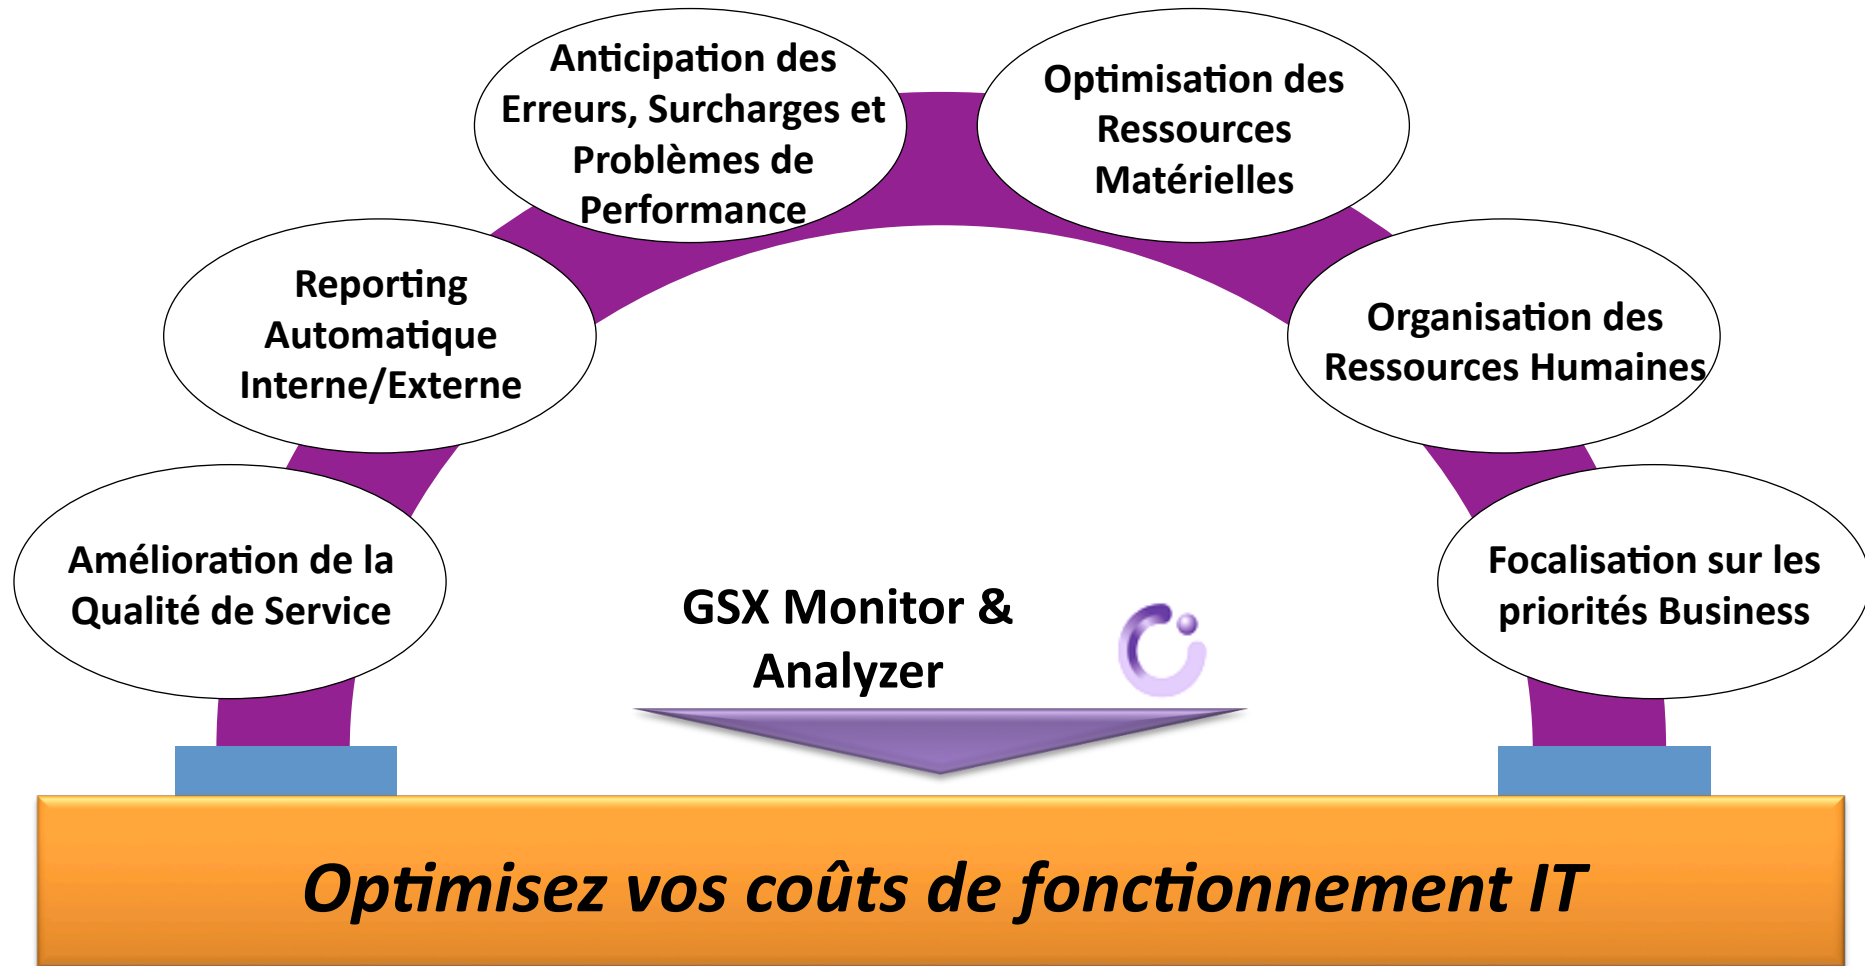 Anticipation des
Erreurs, Surcharges et
Problèmes de
Performance
Optimisation des
Ressources
Matérielles
Reporting
Automatique
Interne/Externe
Organisation des
Ressources Humaines
Amélioration de la
Qualité de Service
Focalisation sur les
priorités Business
GSX Monitor &
Analyzer
Optimisez vos coûts de fonctionnement IT